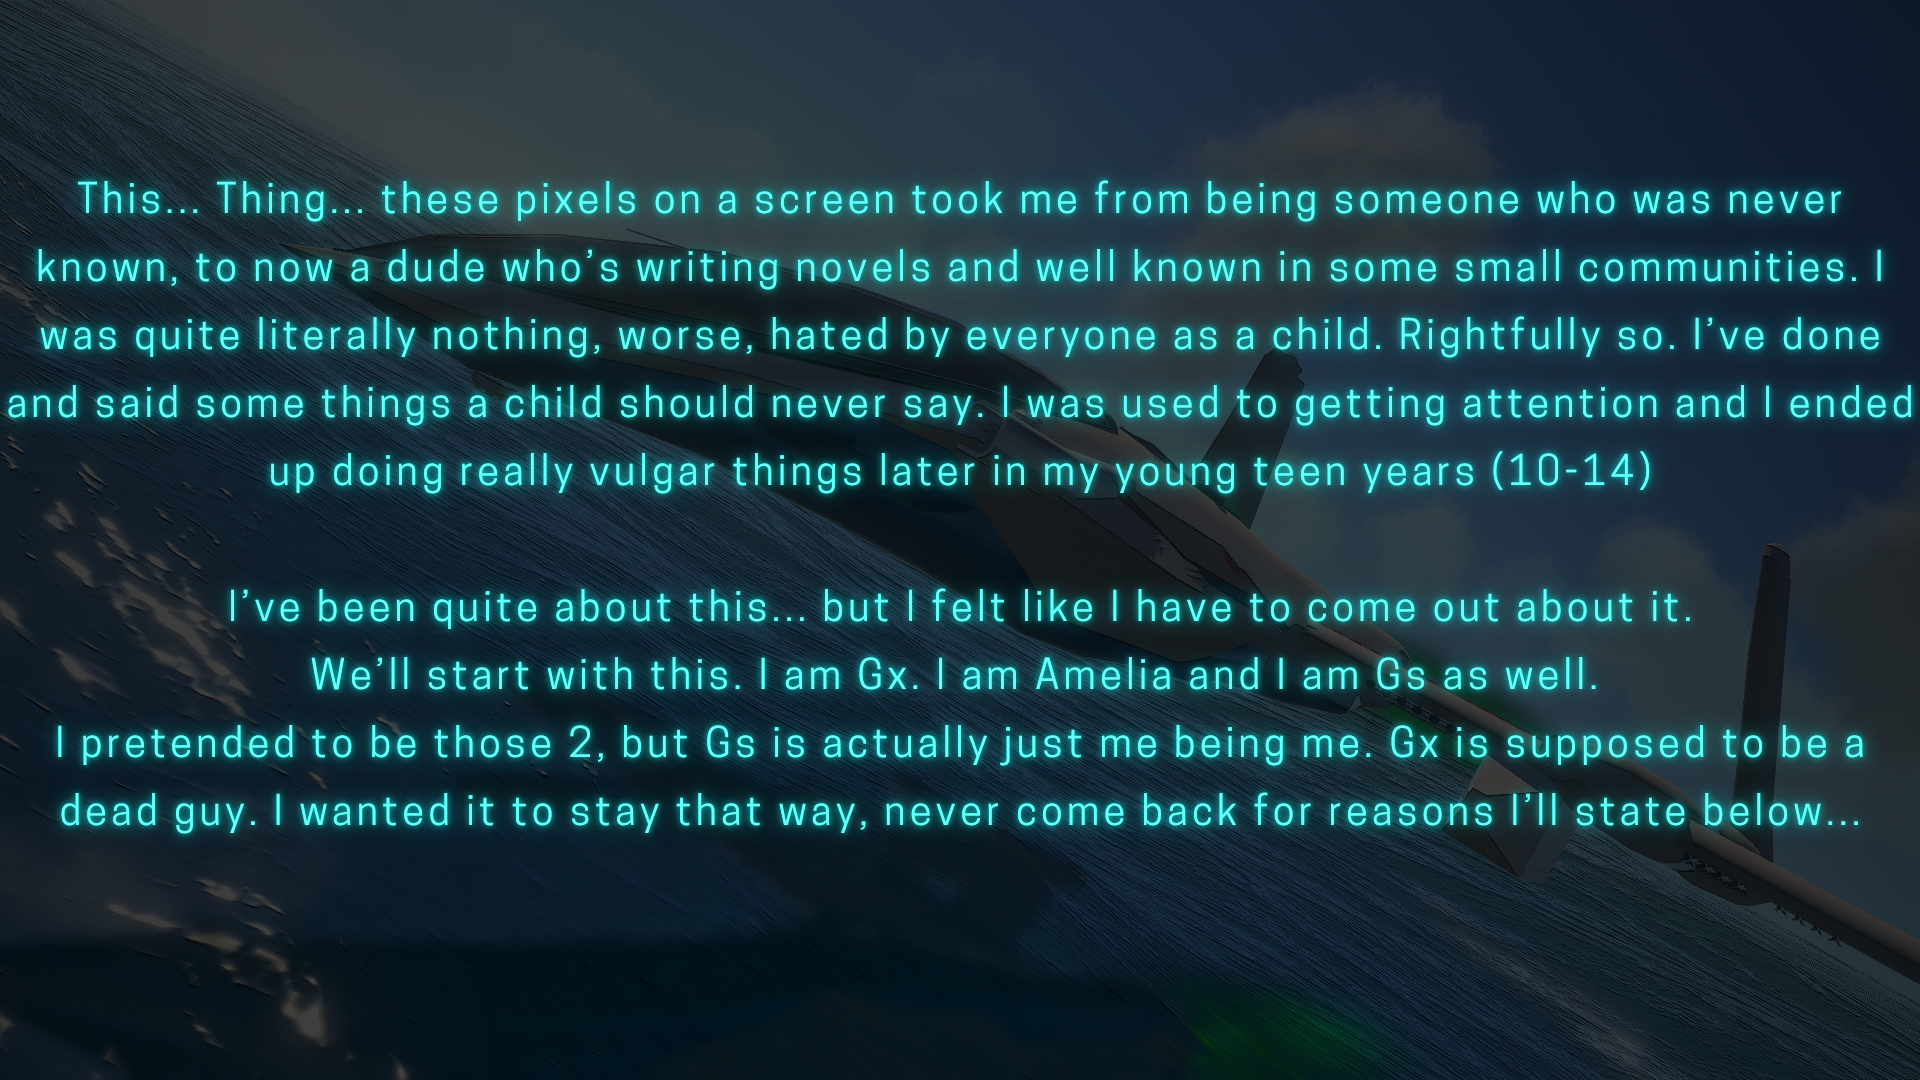 This... Thing... these pixels on a screen took me from being someone who was never
known, to now a dude who’s writing novels and well known in some small communities. I
was quite literally nothing, worse, hated by everyone as a child. Rightfully so. I’ve done
and said some things a child should never say. I was used to getting attention and I ended
up doing really vulgar things later in my young teen years (10-14)
I’ve been quite about this... but I felt like I have to come out about it.
We’ll start with this. I am Gx. I am Amelia and I am Gs as well.
I pretended to be those 2, but Gs is actually just me being me. Gx is supposed to be a
dead guy. I wanted it to stay that way, never come back for reasons I’ll state below...